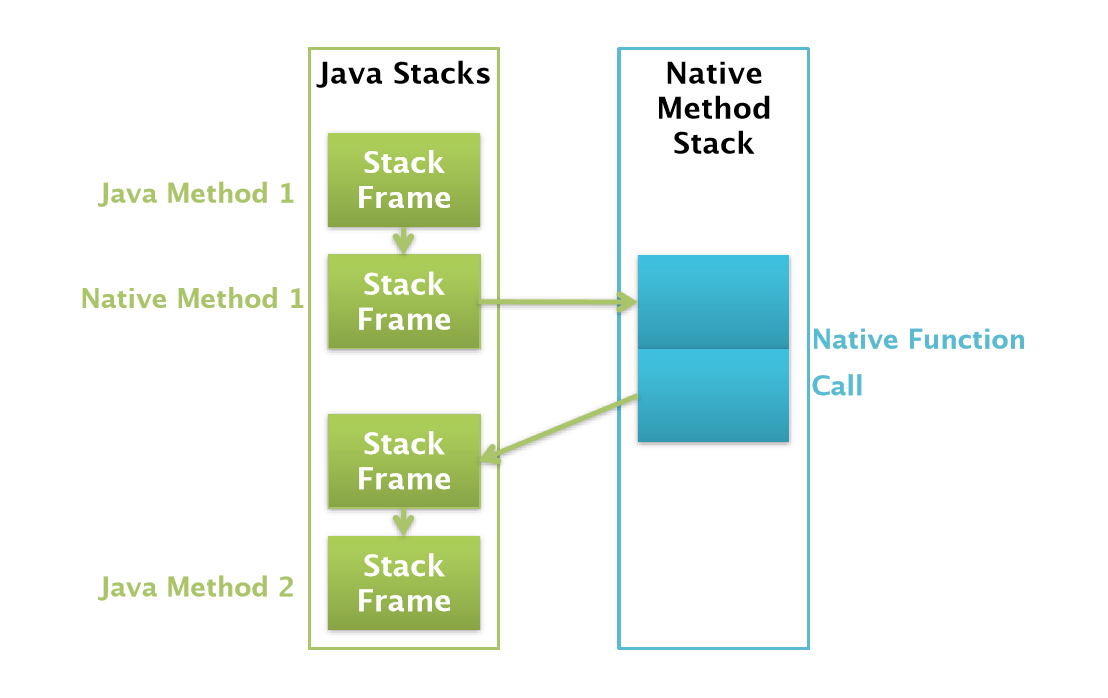 Java Stacks
Native
Method
Stack
Stack
Frame
Java Method 1
Stack
Frame
Native Method 1
Native Function
Call
Stack
Frame
Stack
Frame
Java Method 2